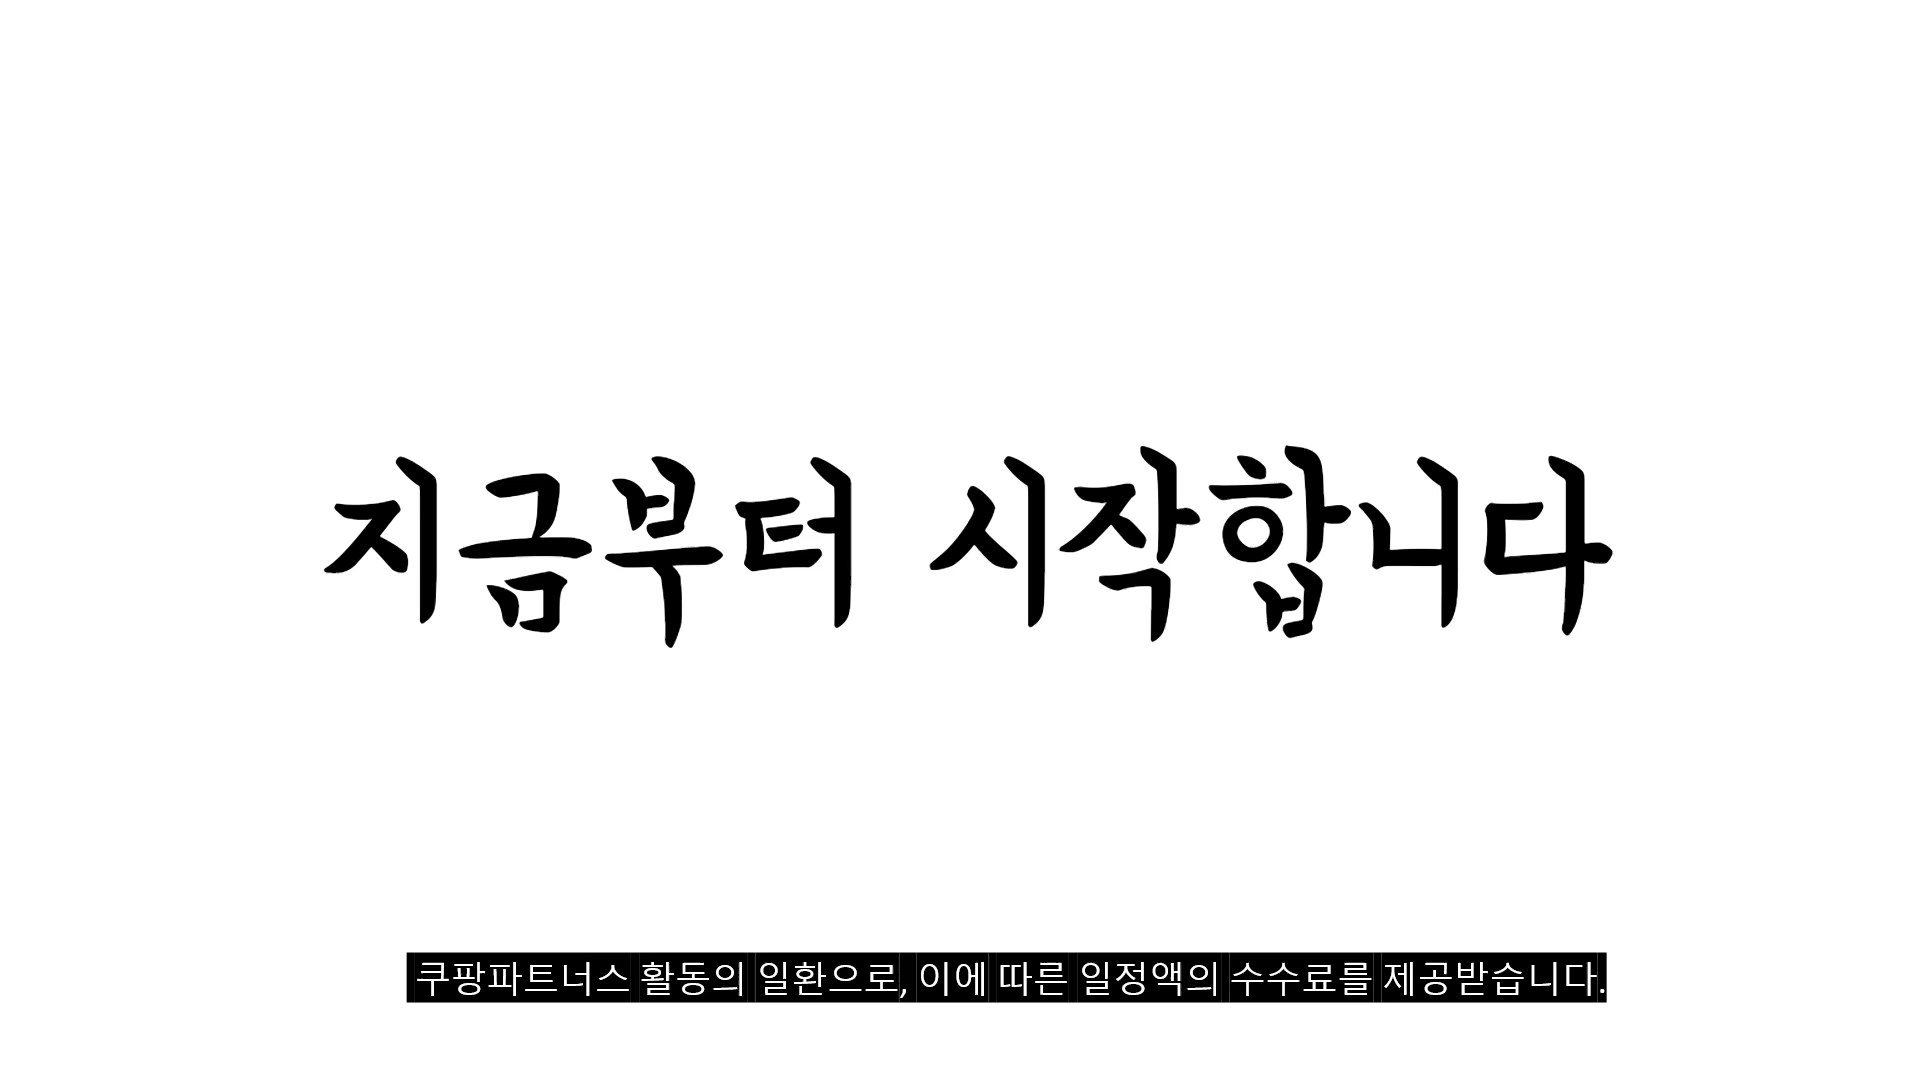 지금부터 시작합니다
쿠팡파트너스 활동의 일환으로, 이에 따른 일정액의 수수료를 제공받습니다.